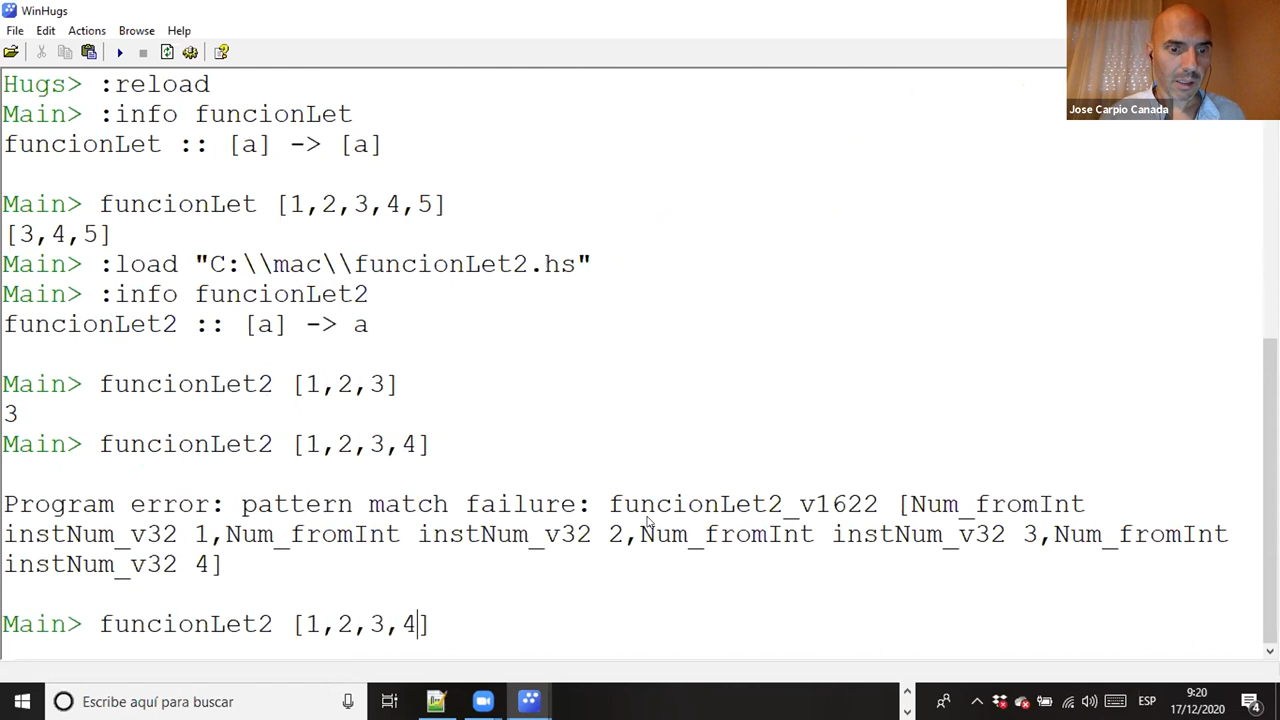 WinHugs
File Edit Actions Browse Help
Jose Carpio Canada
Hugs> :reload
Main> :info funcionLet
funcionLet :: [a] -> [a]
Main> funcionLet [1,2,3,4,5]
[3,4,5]
Main> :load "C:\\mac\\funcionLet2.hs"
Main> :info funcionLet2
funcionLet2 :: [a] -> a
Main> funcionLet2 [1,2,3]
3
Main> funcionLet2 [1,2,3,4]
Program error: pattern match failure: funcionLet2_v1622 [Num_fromInt
instNum_v32 1,Num_fromInt instNum_v32 2,Num_fromInt instNum_v32 3,Num_fromInt
instNum_v32 4]
Main> funcionLet2 [1,2,3,4]
Escribe aquí para buscar
ESP
9:20
17/12/2020
4